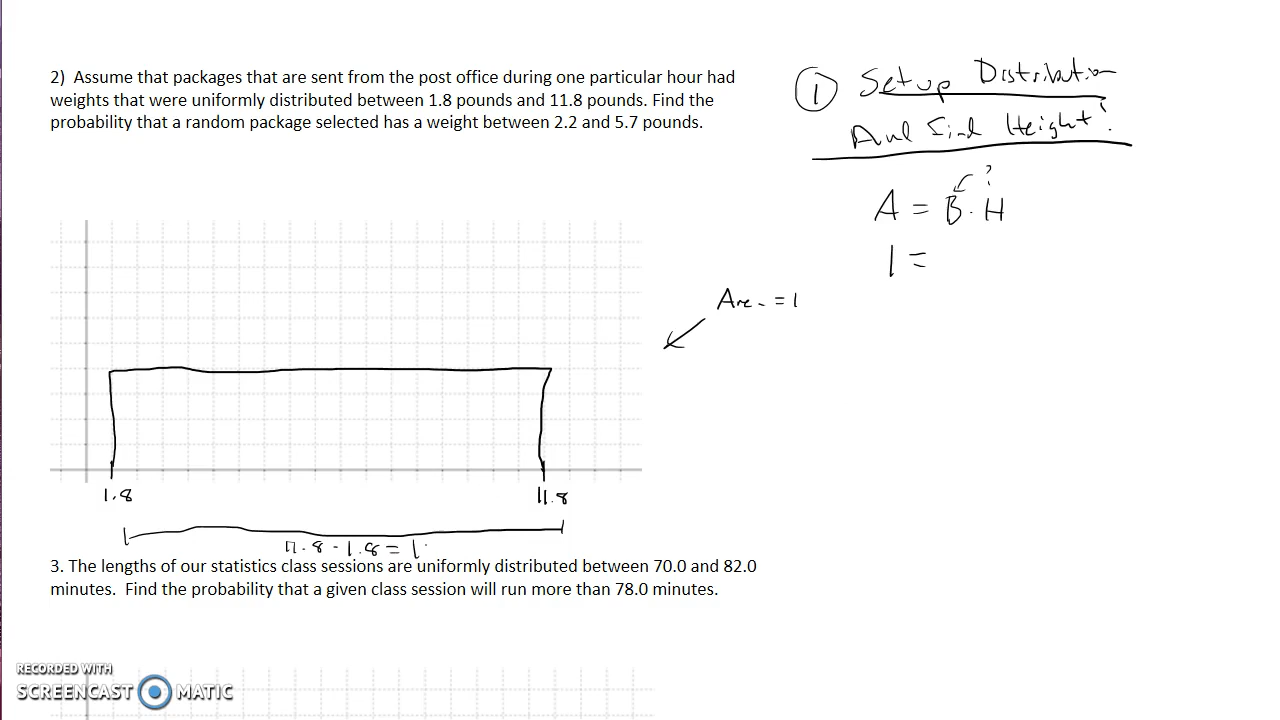 2) Assume that packages that are sent from the post office during one particular hour had
weights that were uniformly distributed between 1.8 pounds and 11.8 pounds. Find the
probability that a random package selected has a weight between 2.2 and 5.7 pounds.
① Setup Distribution
And Find Height!
?
A = B · H
1 =
Area = 1
1.8
11.8
11.8 - 1.8 = 1
3. The lengths of our statistics class sessions are uniformly distributed between 70.0 and 82.0
minutes. Find the probability that a given class session will run more than 78.0 minutes.
RECORDED WITH
SCREENCAST MATIC